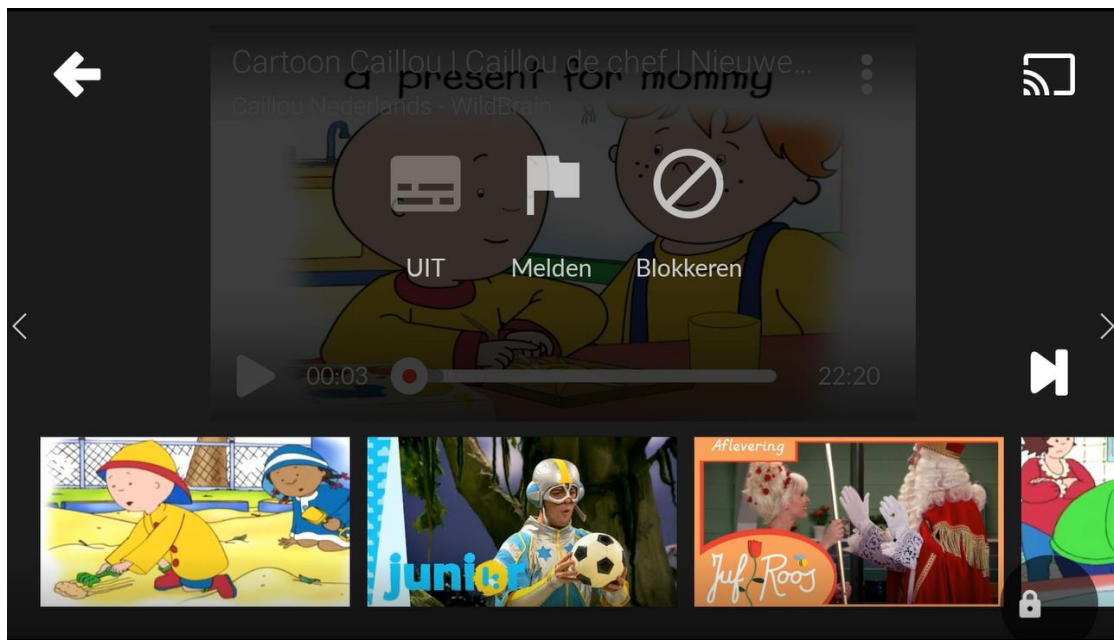 Cartoon Caillou | Caillou de chef | Nieuwe...
a present for mommy
Caillou Nederlands - WildBrain
UIT
Melden
Blokkeren
00:03
22:20
junior
Aflevering
Juf Roos